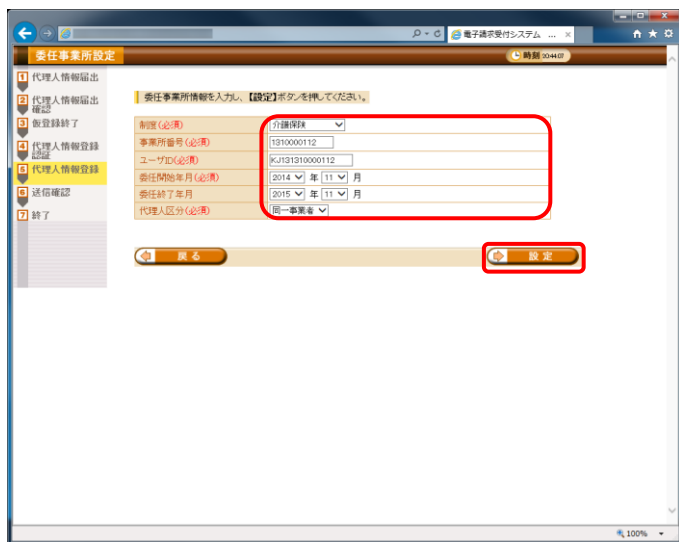 電子請求受付システム ... ×
委任事業所設定
時刻 20:44:07
1 代理人情報届出
2 代理人情報届出
確認
3 仮登録終了
4 代理人情報登録
認証
5 代理人情報登録
6 送信確認
7 終了
委任事業所情報を入力し、【設定】ボタンを押してください。
制度(必須) 介護保険
事業所番号(必須) 1310000112
ユーザID(必須) KJ131310000112
委任開始年月(必須) 2014 年 11 月
委任終了年月 2015 年 11 月
代理人区分(必須) 同一事業者
戻る
設定
100%